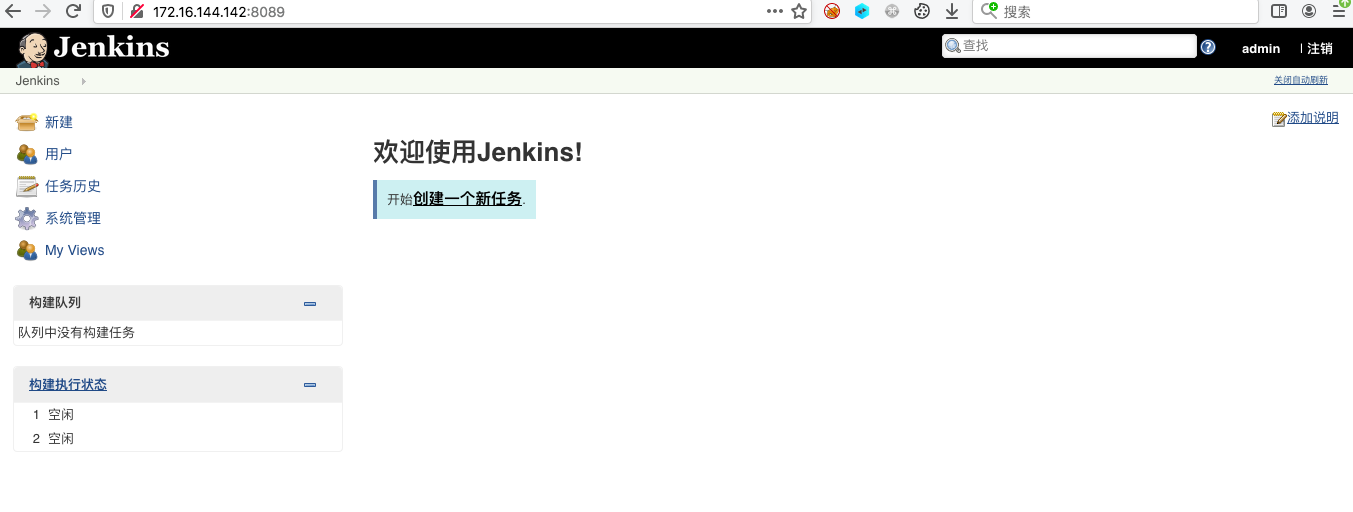 172.16.144.142:8089
搜索
Jenkins
查找
admin
注销
Jenkins
关闭自动刷新
新建
用户
任务历史
系统管理
My Views
添加说明
欢迎使用Jenkins!
开始创建一个新任务.
构建队列
队列中没有构建任务
构建执行状态
1 空闲
2 空闲